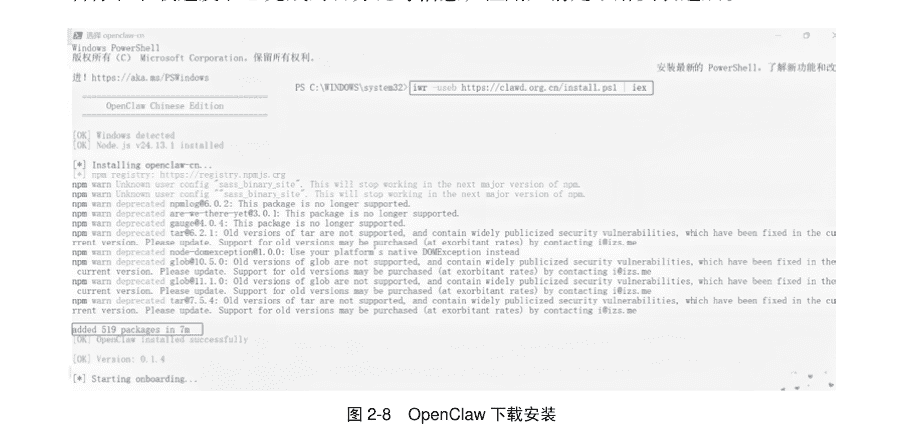 选择 openclaw-cn
Windows PowerShell
版权所有 (C) Microsoft Corporation。保留所有权利。
安装最新的 PowerShell，了解新功能和改
进！https://aka.ms/PSWindows
PS C:\WINDOWS\system32> iwr -useb https://clawd.org.cn/install.ps1 | iex
OpenClaw Chinese Edition
[OK] Windows detected
[OK] Node.js v24.13.1 installed
[*] Installing openclaw-cn...
[*] npm registry: https://registry.npmjs.org
npm warn Unknown user config "sass_binary_site". This will stop working in the next major version of npm.
npm warn Unknown user config "“sass_binary_site". This will stop working in the next major version of npm.
npm warn deprecated npmlog@6.0.2: This package is no longer supported.
npm warn deprecated are-we-there-yet@3.0.1: This package is no longer supported.
npm warn deprecated gauge@4.0.4: This package is no longer supported.
npm warn deprecated tar@6.2.1: Old versions of tar are not supported, and contain widely publicized security vulnerabilities, which have been fixed in the cu
rrent version. Please update. Support for old versions may be purchased (at exorbitant rates) by contacting i@izs.me
npm warn deprecated node-domexception@1.0.0: Use your platform's native DOMException instead
npm warn deprecated glob@10.5.0: Old versions of glob are not supported, and contain widely publicized security vulnerabilities, which have been fixed in the
current version. Please update. Support for old versions may be purchased (at exorbitant rates) by contacting i@izs.me
npm warn deprecated glob@11.1.0: Old versions of glob are not supported, and contain widely publicized security vulnerabilities, which have been fixed in the
current version. Please update. Support for old versions may be purchased (at exorbitant rates) by contacting i@izs.me
npm warn deprecated tar@7.5.4: Old versions of tar are not supported, and contain widely publicized security vulnerabilities, which have been fixed in the cu
rrent version. Please update. Support for old versions may be purchased (at exorbitant rates) by contacting i@izs.me
added 519 packages in 7m
[OK] OpenClaw installed successfully
[OK] Version: 0.1.4
[*] Starting onboarding...
图 2-8 OpenClaw 下载安装